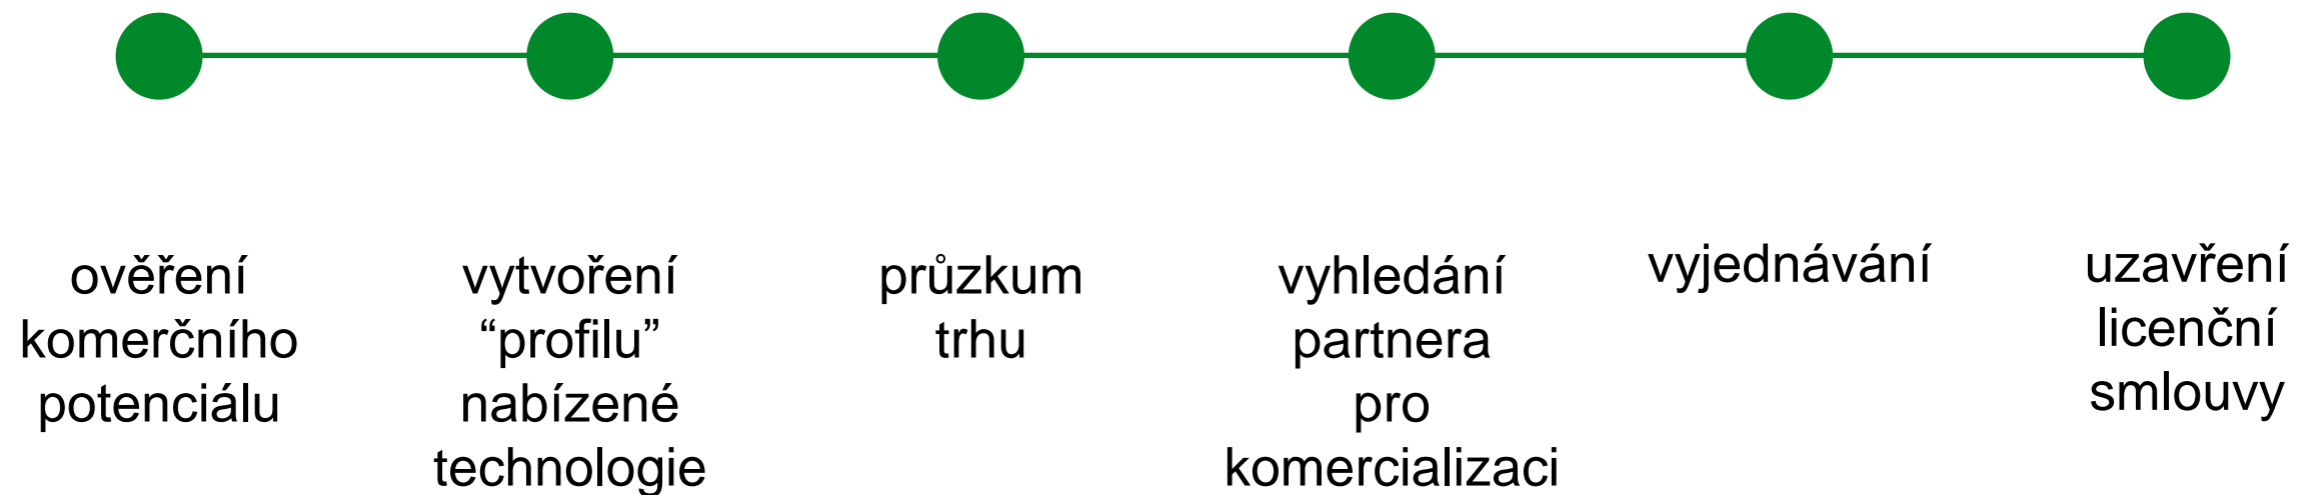 ověření
komerčního
potenciálu
vytvoření
“profilu”
nabízené
technologie
průzkum
trhu
vyhledání
partnera
pro
komercializaci
vyjednávání
uzavření
licenční
smlouvy